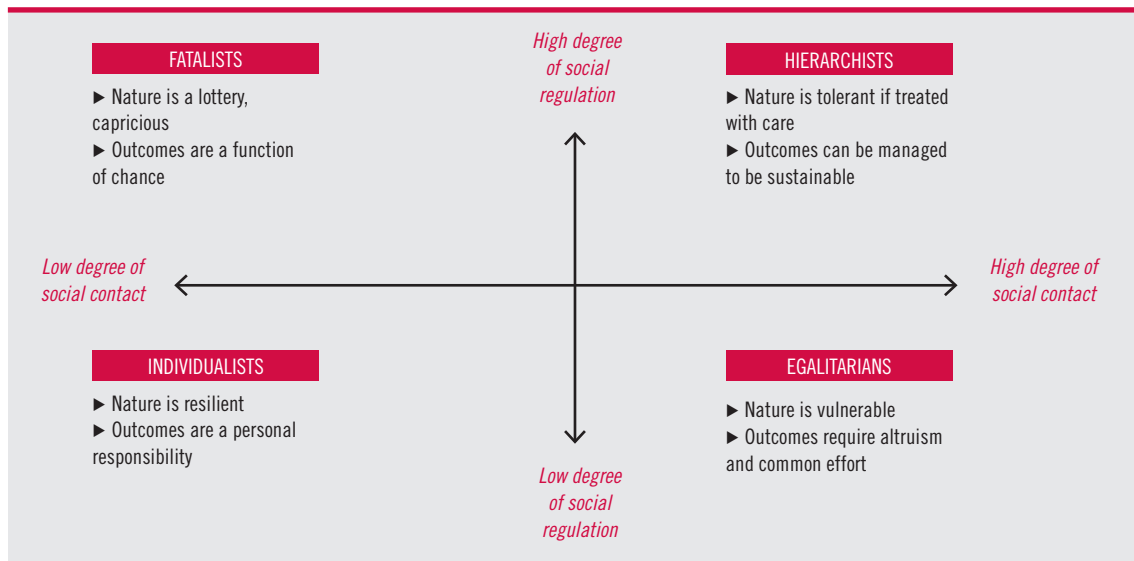 FATALISTS
► Nature is a lottery,
capricious
► Outcomes are a function
of chance
High degree
of social
regulation
HIERARCHISTS
► Nature is tolerant if treated
with care
► Outcomes can be managed
to be sustainable
Low degree of
social contact
High degree of
social contact
INDIVIDUALISTS
► Nature is resilient
► Outcomes are a personal
responsibility
Low degree
of social
regulation
EGALITARIANS
► Nature is vulnerable
► Outcomes require altruism
and common effort